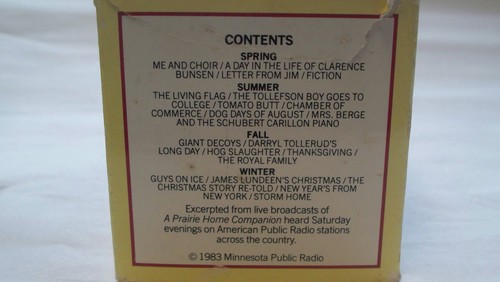 CONTENTS
SPRING
ME AND CHOIR / A DAY IN THE LIFE OF CLARENCE
BUNSEN / LETTER FROM JIM / FICTION
SUMMER
THE LIVING FLAG / THE TOLLEFSON BOY GOES TO
COLLEGE / TOMATO BUTT / CHAMBER OF
COMMERCE / DOG DAYS OF AUGUST / MRS. BERGE
AND THE SCHUBERT CARILLON PIANO
FALL
GIANT DECOYS / DARRYL TOLLERUD'S
LONG DAY / HOG SLAUGHTER / THANKSGIVING /
THE ROYAL FAMILY
WINTER
GUYS ON ICE / JAMES LUNDEEN'S CHRISTMAS / THE
CHRISTMAS STORY RE-TOLD / NEW YEAR'S FROM
NEW YORK / STORM HOME
Excerpted from live broadcasts of
A Prairie Home Companion heard Saturday
evenings on American Public Radio stations
across the country.
© 1983 Minnesota Public Radio